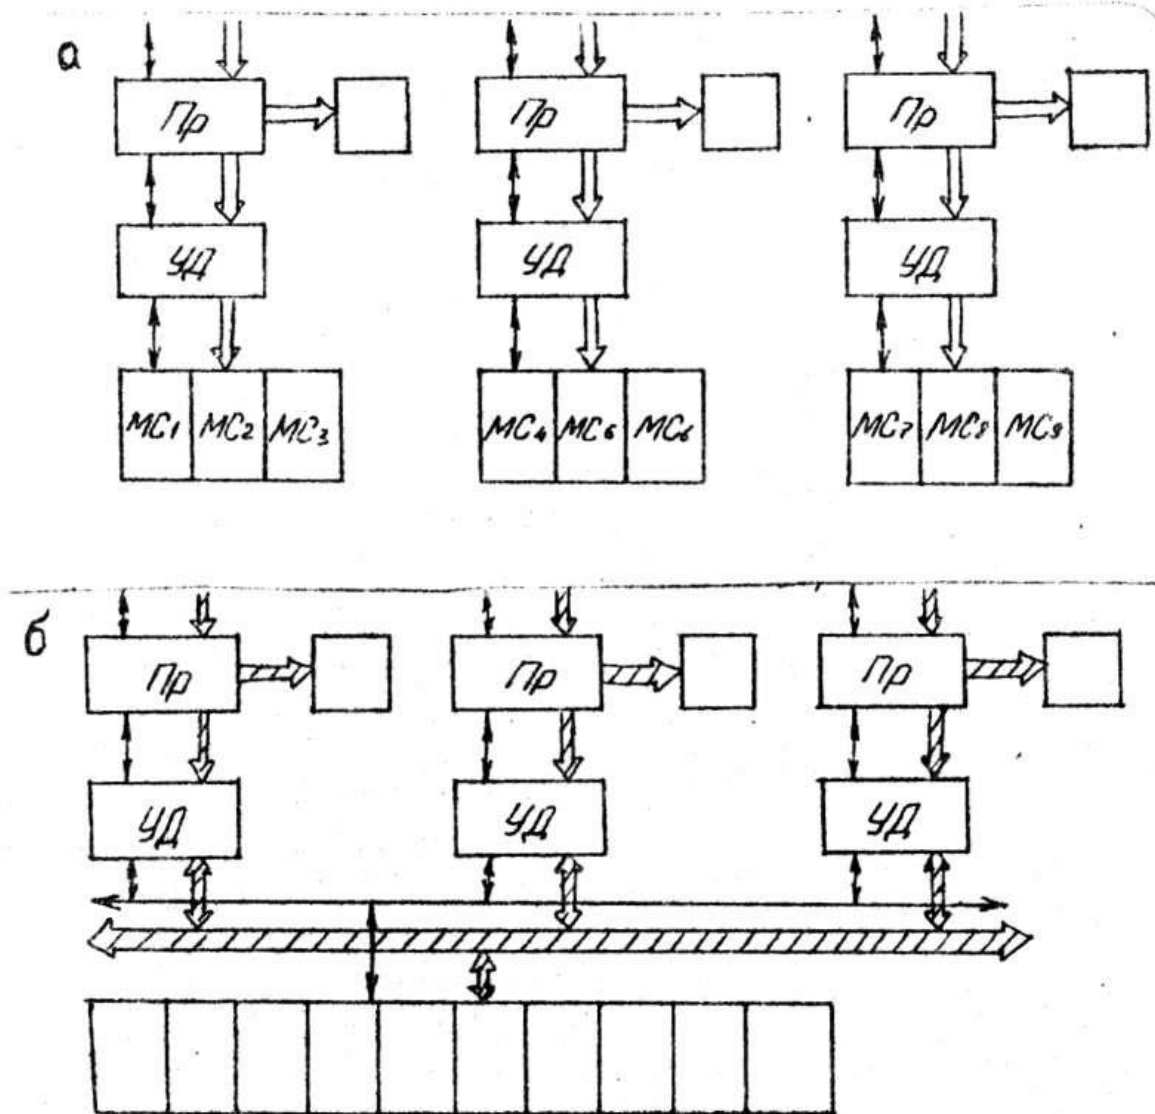 а
Пр Пр Пр
УД УД УД
МС₁ МС₂ МС₃ МС₄ МС₅ МС₆ МС₇ МС₈ МС₉
б
Пр Пр Пр
УД УД УД